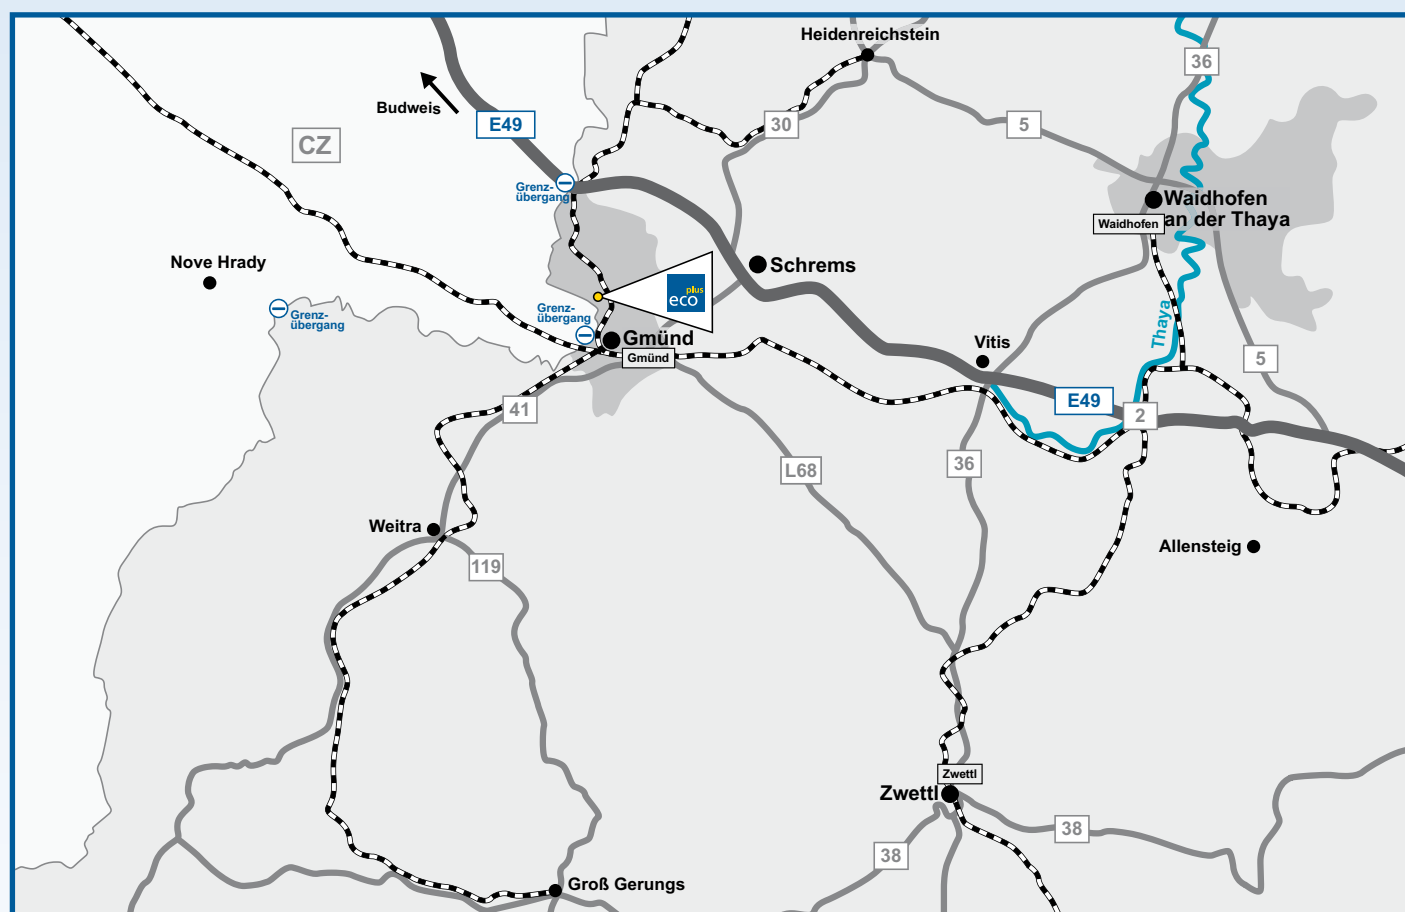 Heidenreichstein
36
Budweis
E49
30
5
CZ
Grenz-
übergang
Waidhofen
an der Thaya
Waidhofen
Nove Hrady
Schrems
plus
eco
Grenz-
übergang
Grenz-
übergang
Thaya
Gmünd
Gmünd
Vitis
5
41
E49
2
L68
36
Weitra
Allensteig
119
Zwettl
Zwettl
38
38
Groß Gerungs